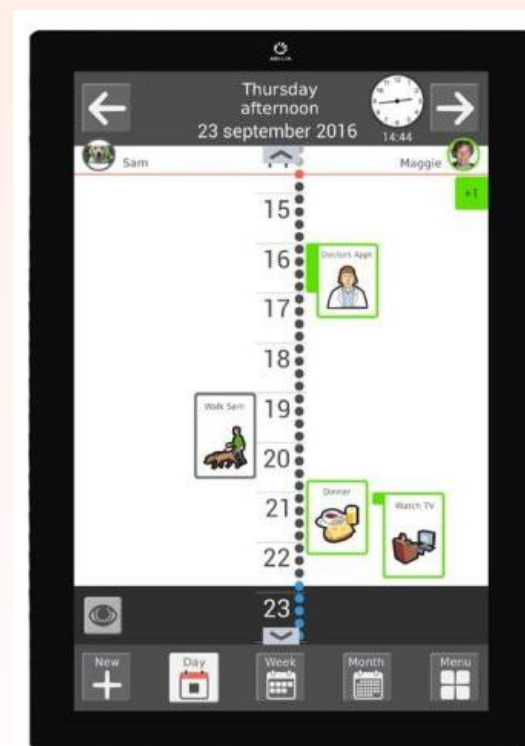 ABILIA
Thursday
afternoon
23 september 2016
14:44
Sam
Maggie
+1
15
16
Doctors Appt
17
18
Walk Sam
19
20
Dinner
Watch TV
21
22
23
New
Day
Week
Month
Menu